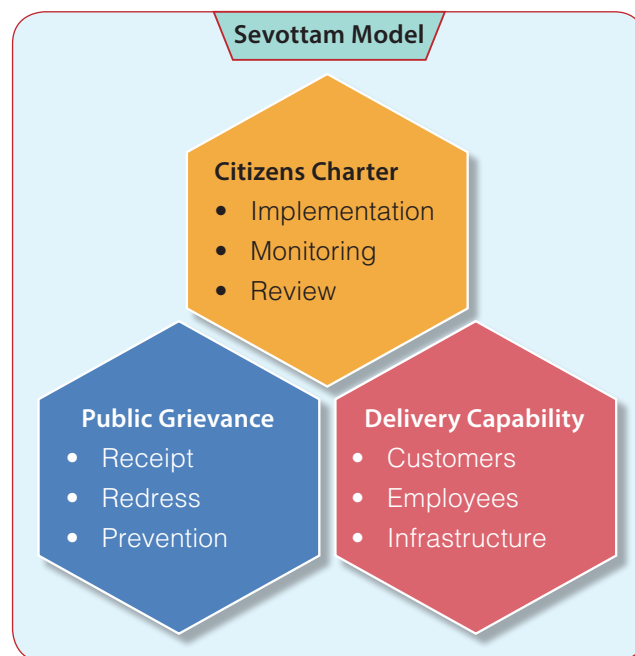 Sevottam Model
Citizens Charter
• Implementation
• Monitoring
• Review
Public Grievance
• Receipt
• Redress
• Prevention
Delivery Capability
• Customers
• Employees
• Infrastructure